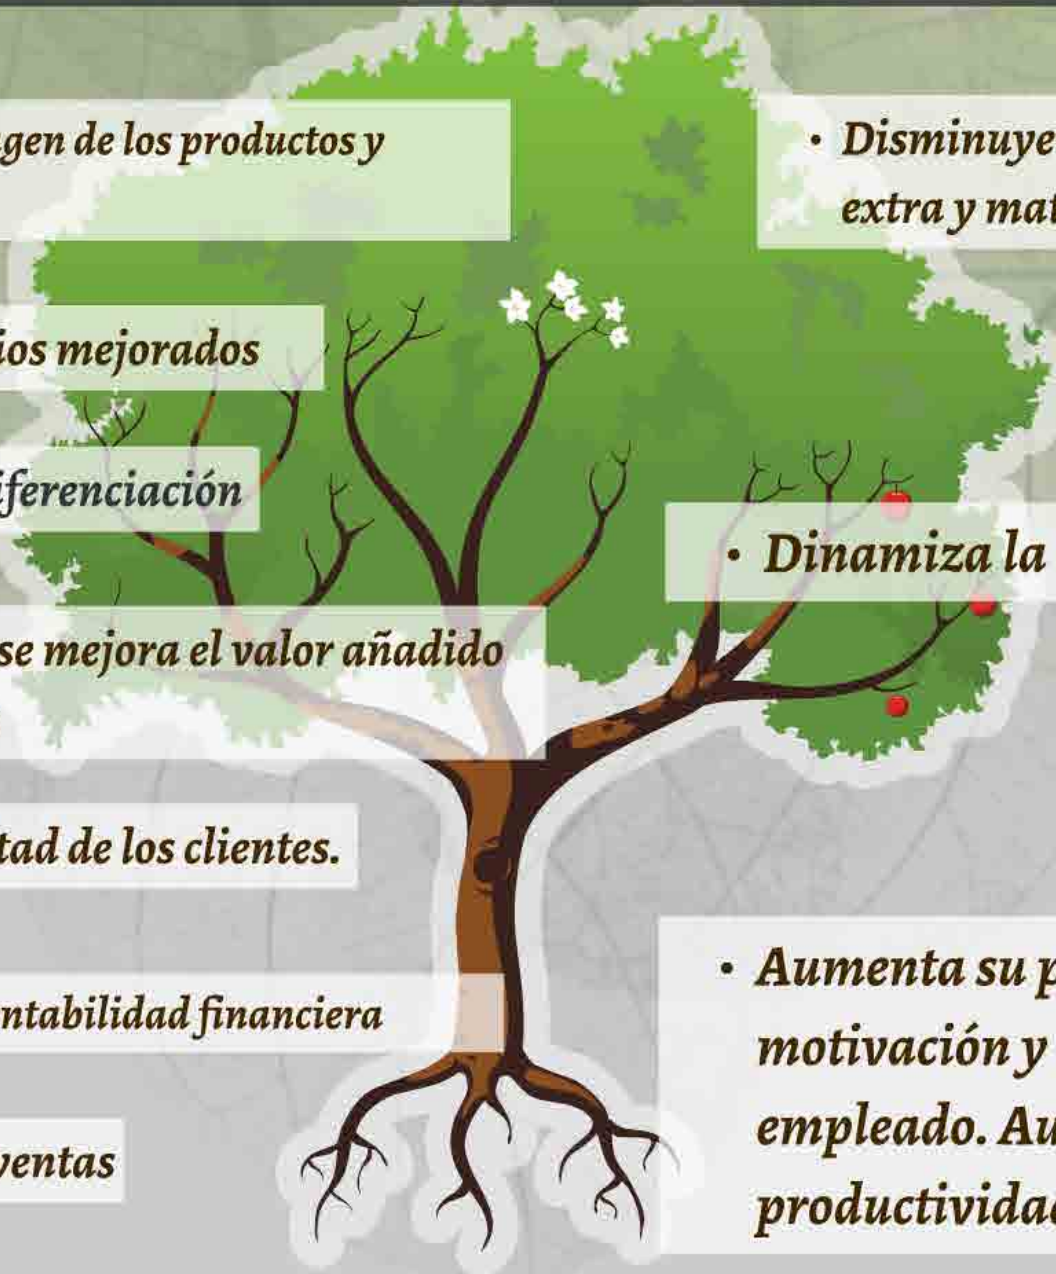 gen de los productos y
ios mejorados
iferenciación
se mejora el valor añadido
tad de los clientes.
ntabilidad financiera
ventas
• Disminuye
extra y mat
• Dinamiza la
• Aumenta su p
motivación y
empleado. Au
productivida